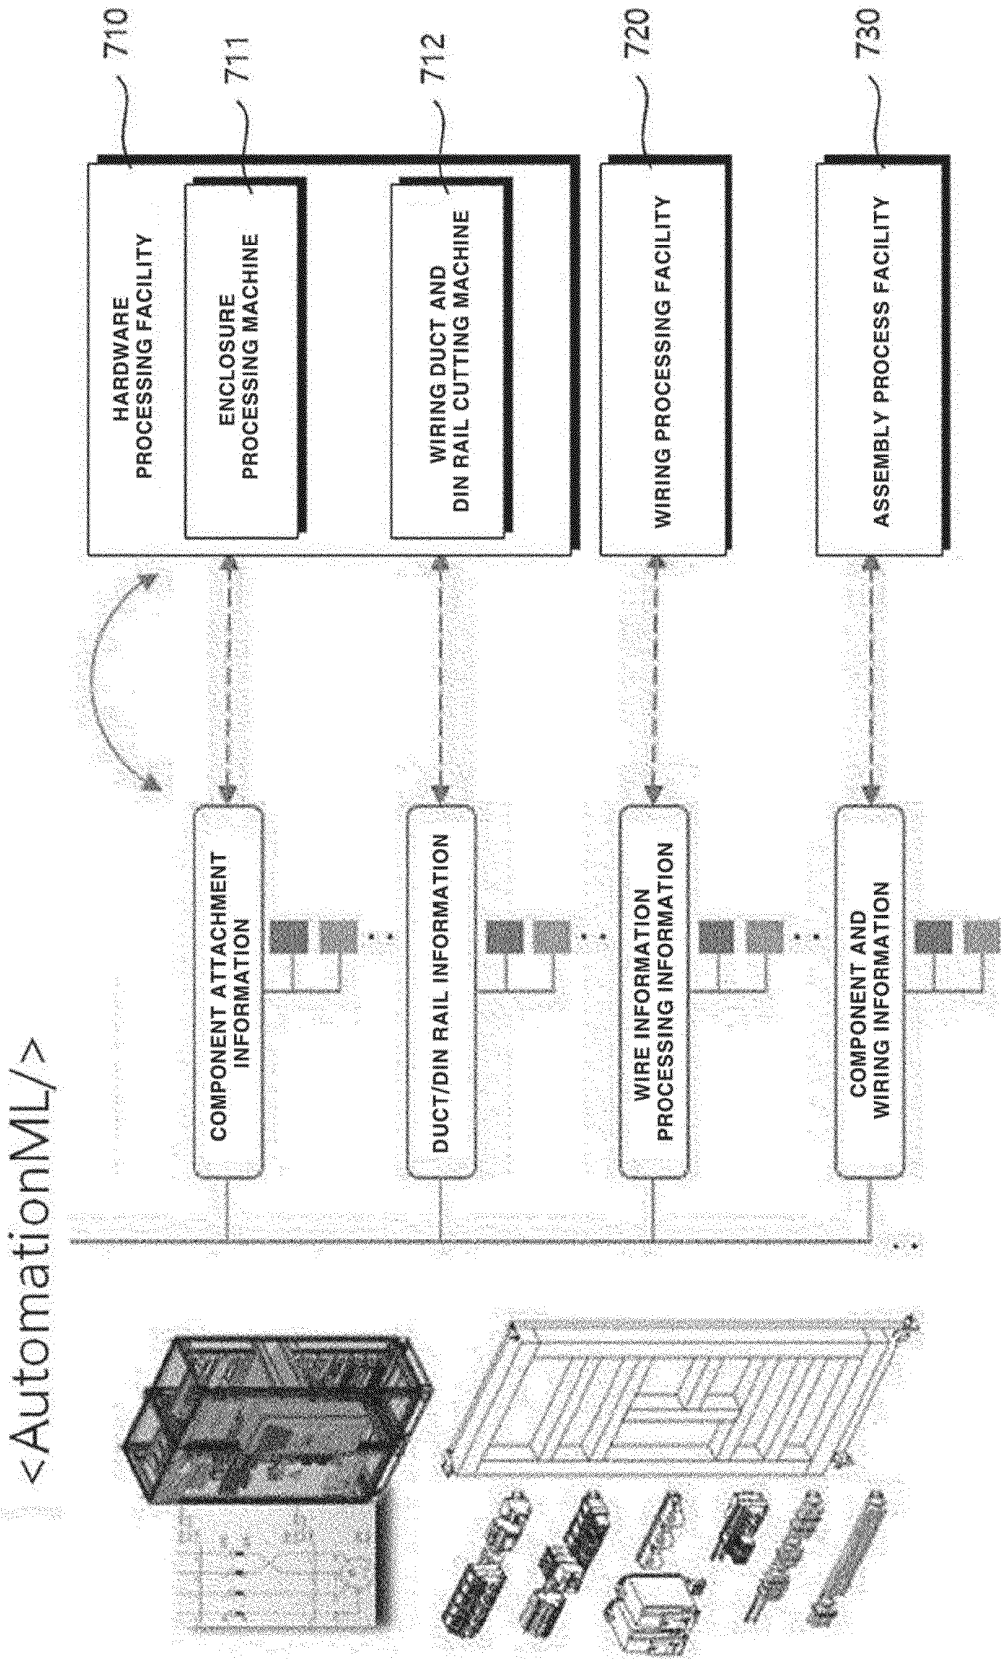 <AutomationML/>
COMPONENT ATTACHMENT
INFORMATION
DUCT/DIN RAIL INFORMATION
WIRE INFORMATION
PROCESSING INFORMATION
COMPONENT AND
WIRING INFORMATION
HARDWARE
PROCESSING FACILITY
710
ENCLOSURE
PROCESSING MACHINE
711
WIRING DUCT AND
DIN RAIL CUTTING MACHINE
712
WIRING PROCESSING FACILITY
720
ASSEMBLY PROCESS FACILITY
730